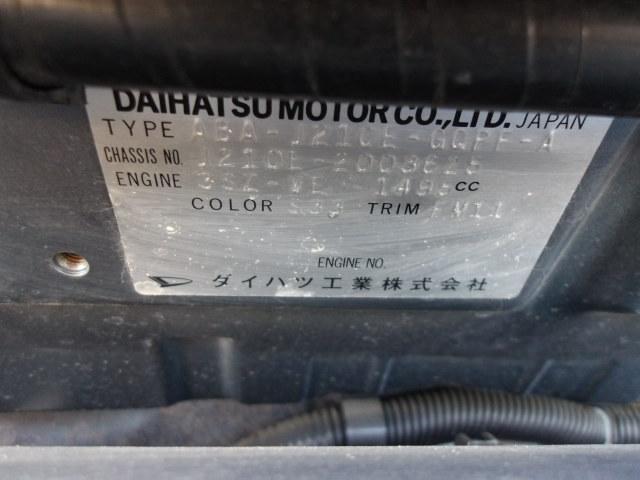 DAIHATSU MOTOR CO.,LTD. JAPAN
TYPE ABA-J210E-GQPF-A
CHASSIS NO. J210E-2003625
ENGINE 3SZ-VE 1495 CC
COLOR TRIM
ENGINE NO.
ダイハツ工業株式会社